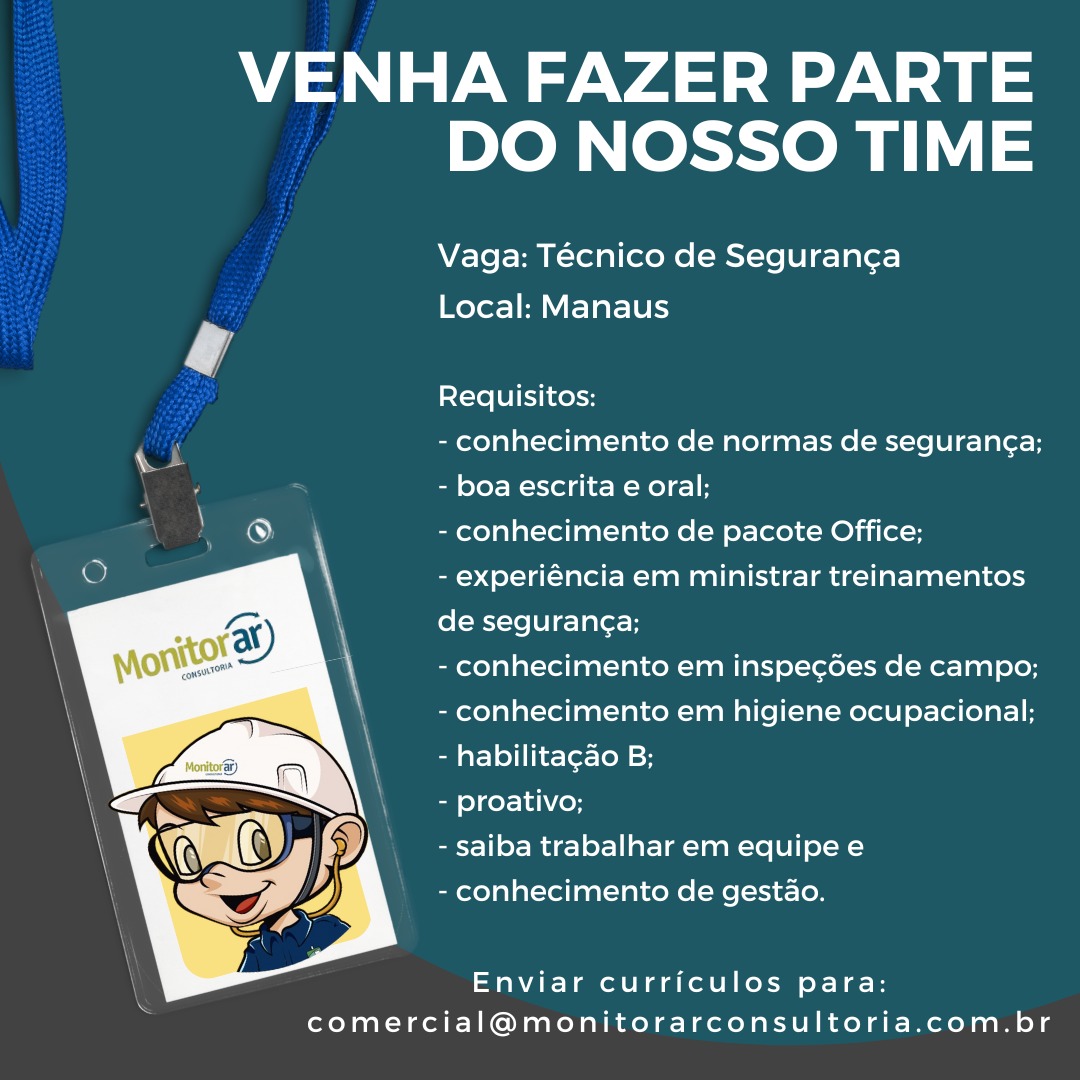 VENHA FAZER PARTE
DO NOSSO TIME
Vaga: Técnico de Segurança
Local: Manaus
Requisitos:
- conhecimento de normas de segurança;
- boa escrita e oral;
- conhecimento de pacote Office;
- experiência em ministrar treinamentos
de segurança;
- conhecimento em inspeções de campo;
- conhecimento em higiene ocupacional;
- habilitação B;
- proativo;
- saiba trabalhar em equipe e
- conhecimento de gestão.
Monitorar
CONSULTORIA
Monitorar
CONSULTORIA
Enviar currículos para:
comercial@monitorarconsultoria.com.br